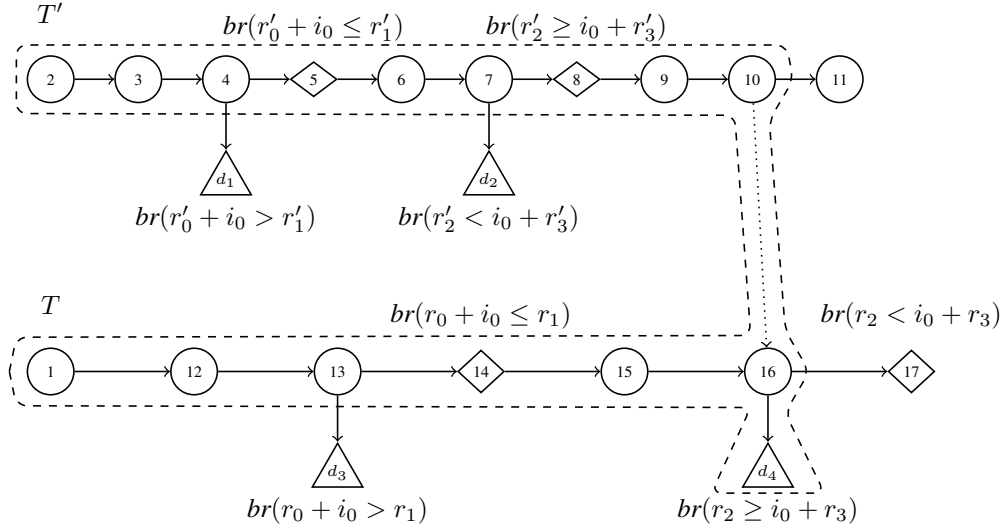 T′
br(r′₀ + i₀ ≤ r′₁) br(r′₂ ≥ i₀ + r′₃)
2 3 4 5 6 7 8 9 10 11
d₁ d₂
br(r′₀ + i₀ > r′₁) br(r′₂ < i₀ + r′₃)
T
br(r₀ + i₀ ≤ r₁) br(r₂ < i₀ + r₃)
1 12 13 14 15 16 17
d₃ d₄
br(r₀ + i₀ > r₁) br(r₂ ≥ i₀ + r₃)